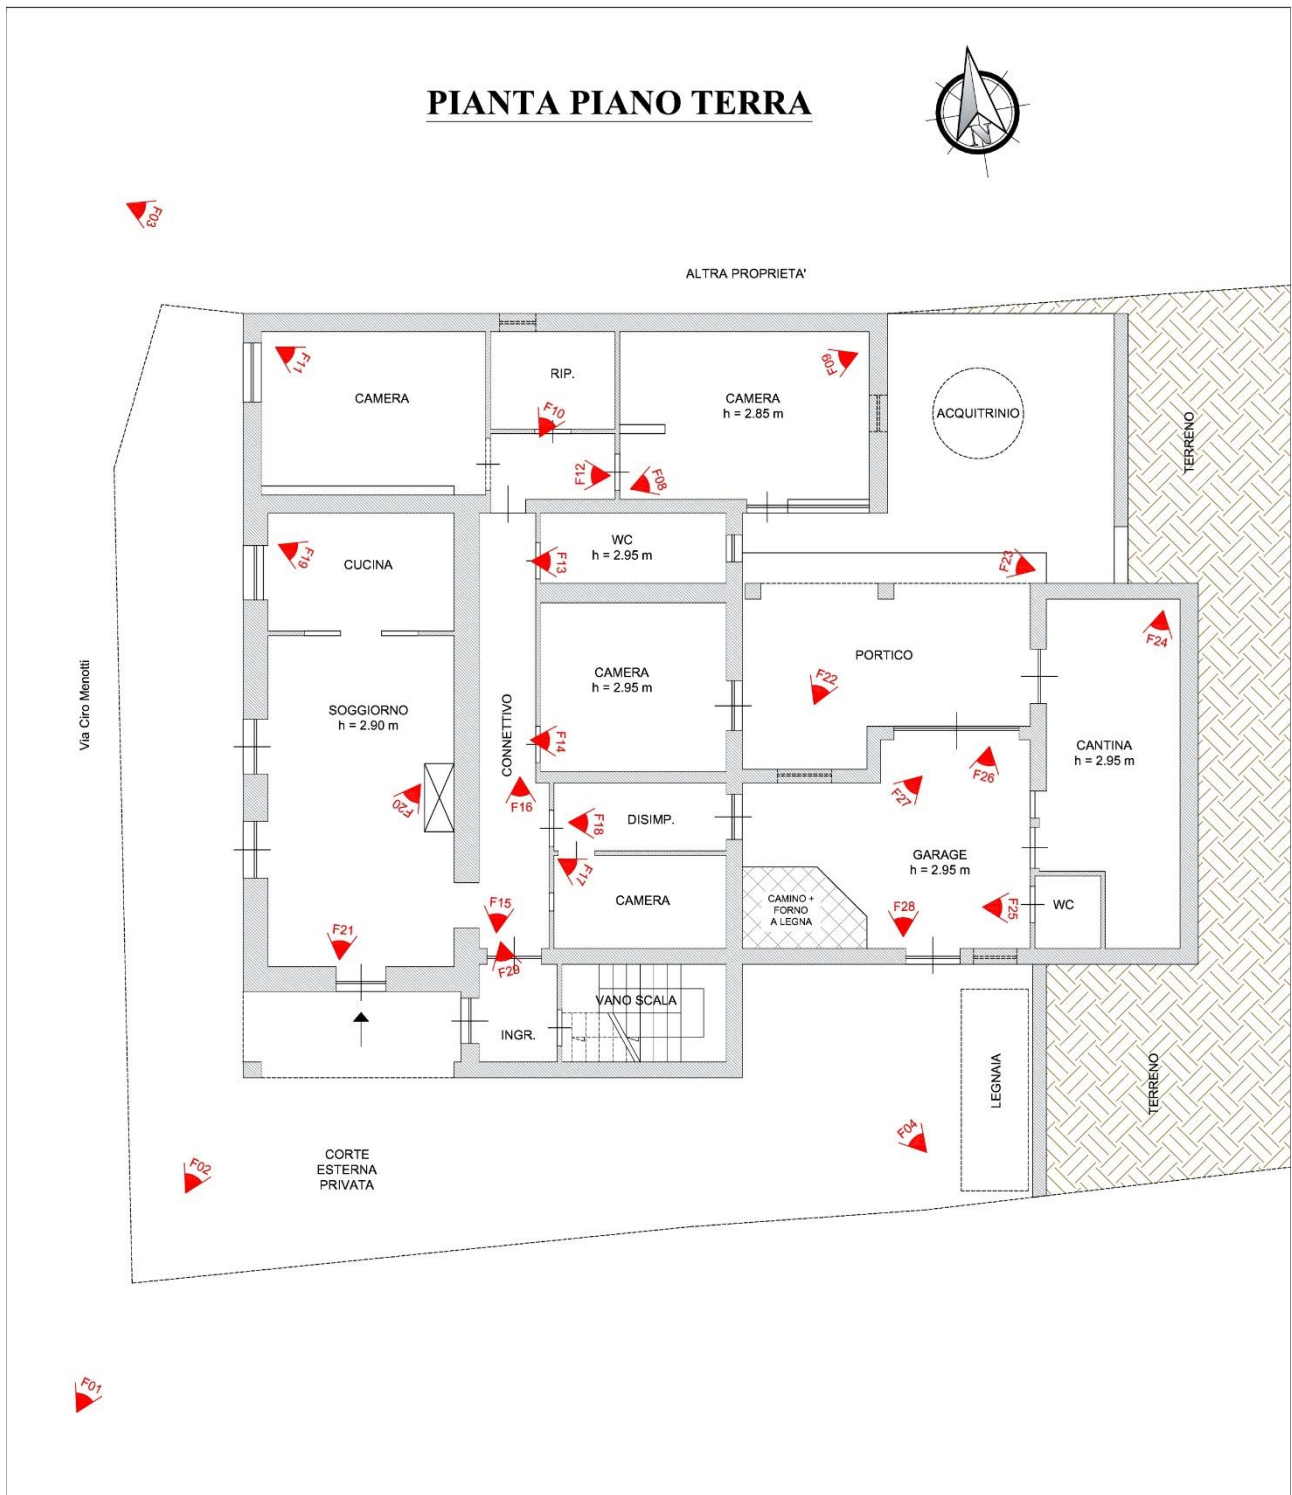 PIANTA PIANO TERRA
N
F03
ALTRA PROPRIETA'
F11
CAMERA
RIP.
F10
F09
CAMERA
h = 2.85 m
ACQUITRINIO
TERRENO
F12
F08
F19
CUCINA
WC
h = 2.95 m
F13
F23
F24
Via Ciro Menotti
SOGGIORNO
h = 2.90 m
CONNETTIVO
CAMERA
h = 2.95 m
F14
PORTICO
F22
CANTINA
h = 2.95 m
F20
F16
F18
DISIMP.
F27
F26
F17
CAMERA
GARAGE
h = 2.95 m
CAMINO +
FORNO
A LEGNA
F28
F25
WC
F15
F21
F29
INGR.
VANO SCALA
LEGNAIA
TERRENO
F04
F02
CORTE
ESTERNA
PRIVATA
F01